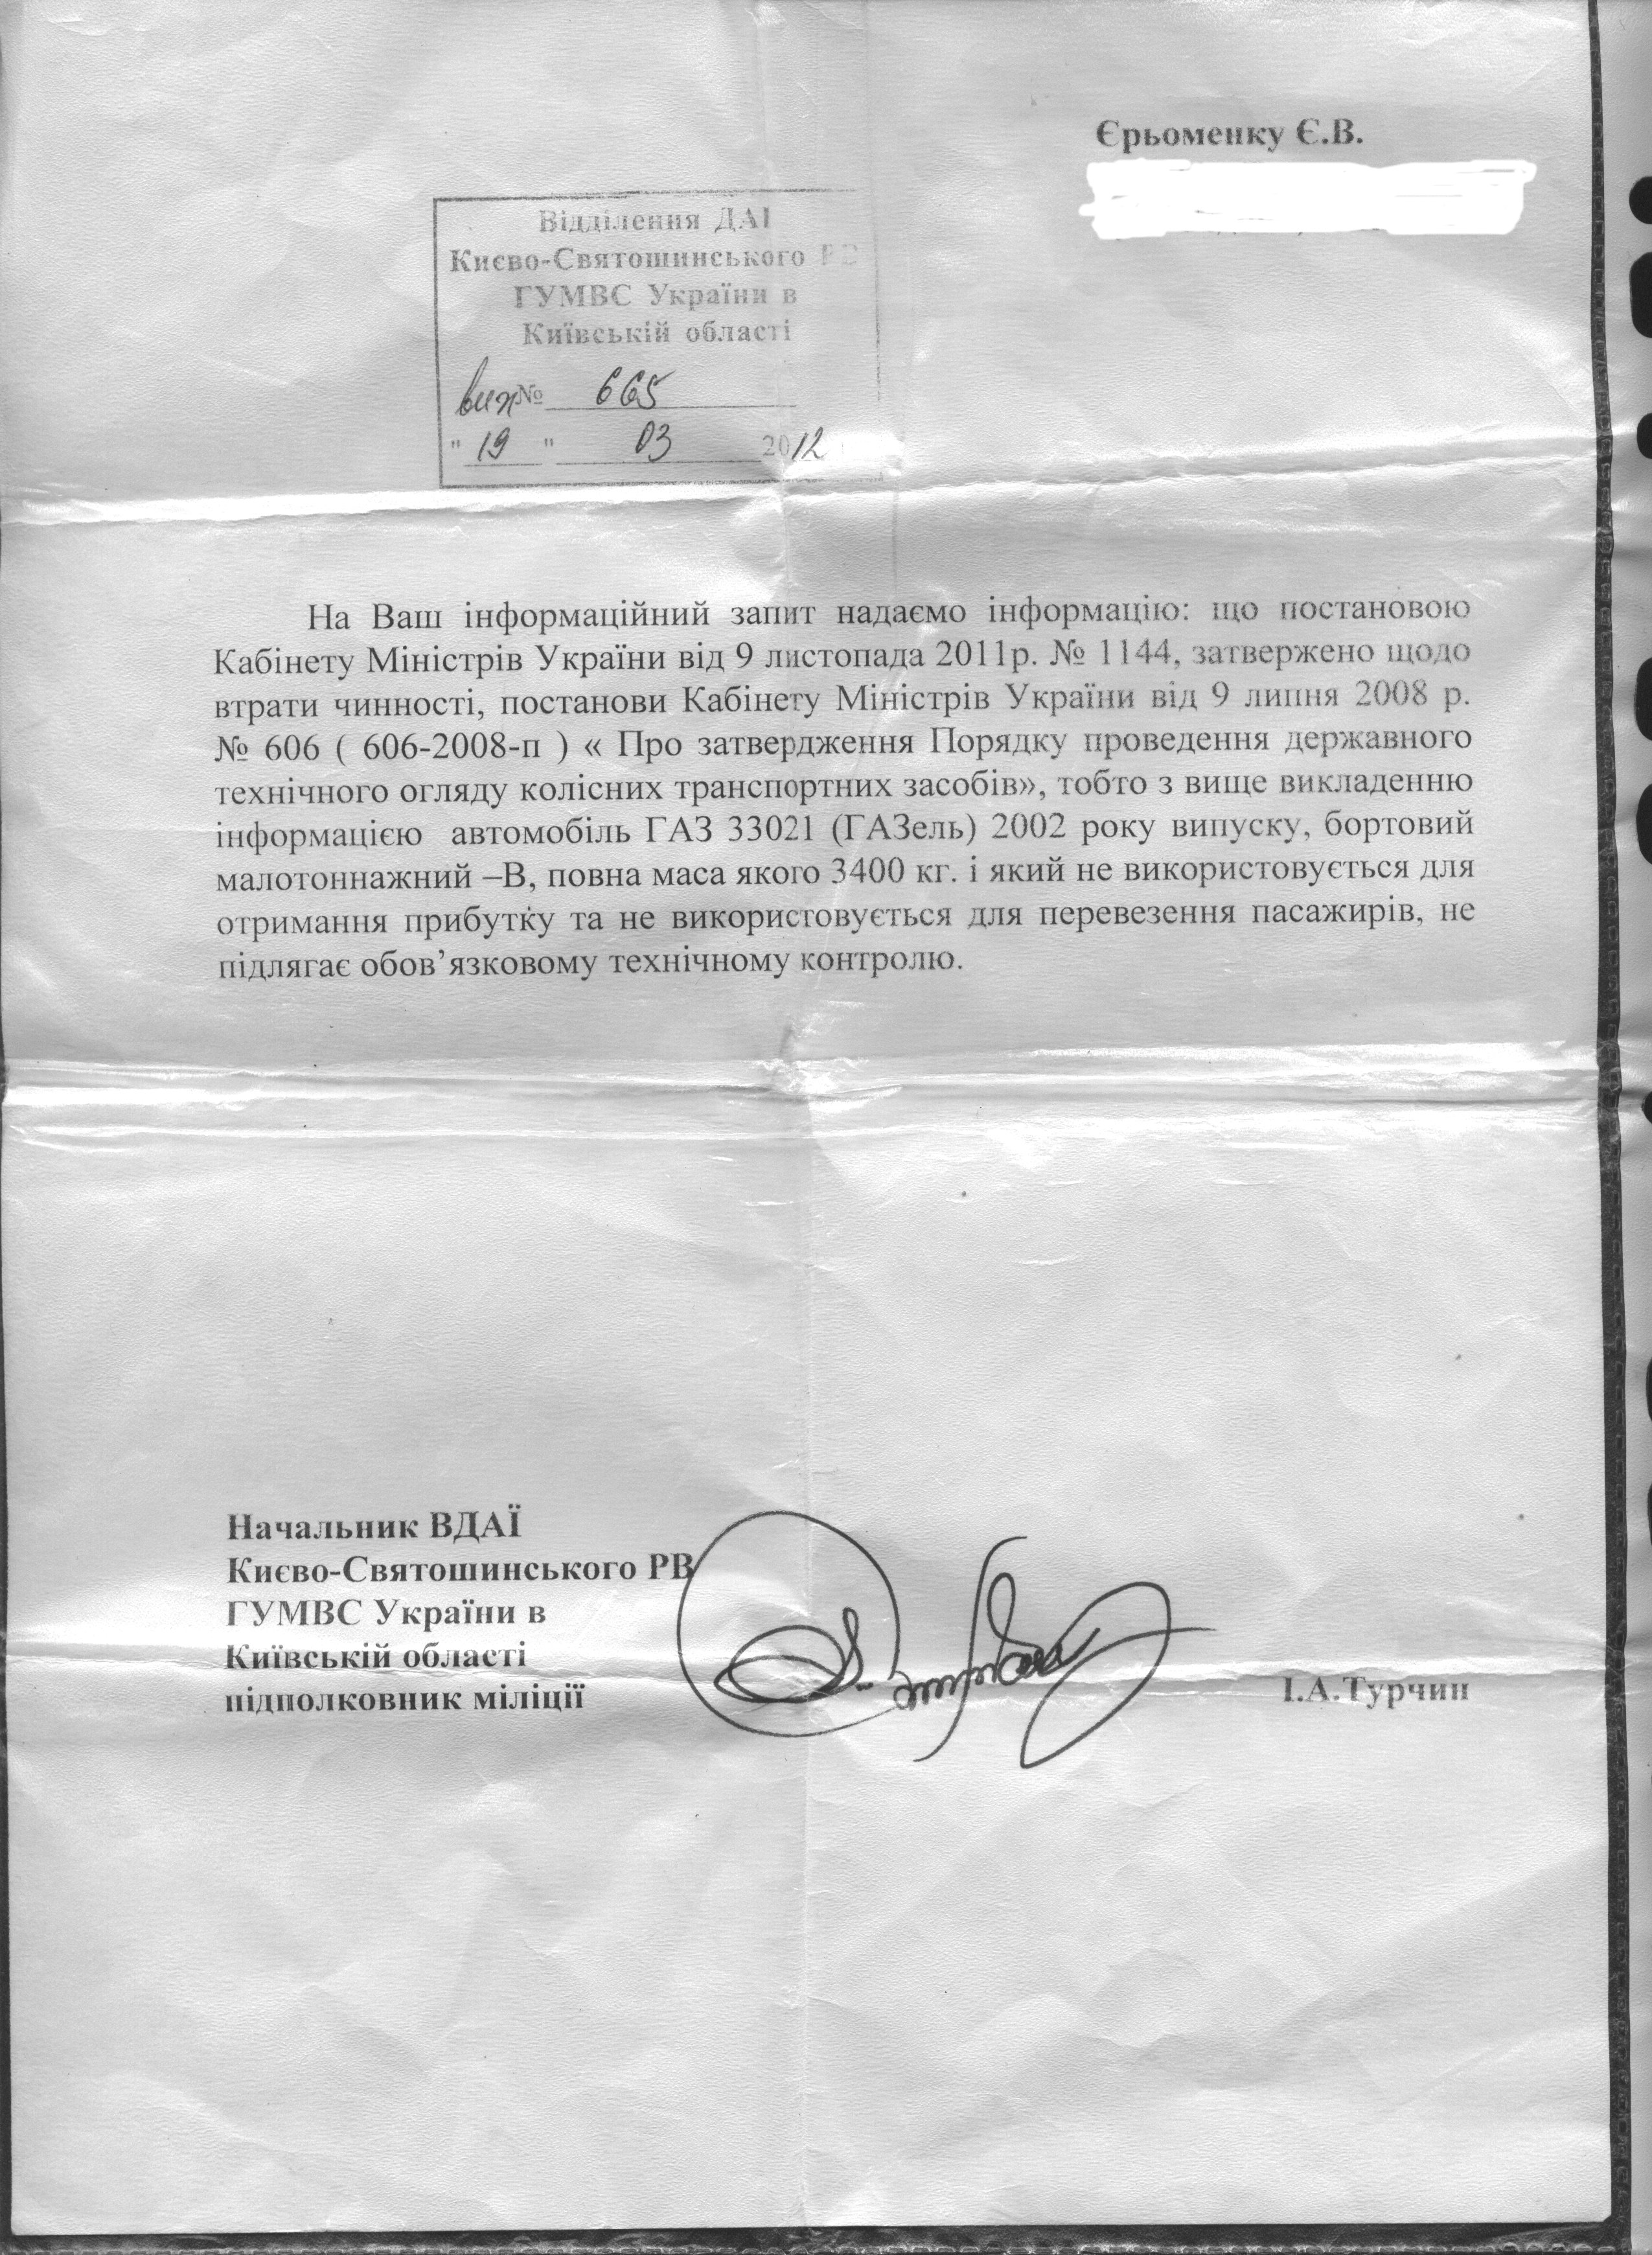 Єрьоменку Є.В.
Відділення ДАІ
Києво-Святошинського РВ
ГУМВС України в
Київській області
вих№ 665
" 19 " 03 2012
На Ваш інформаційний запит надаємо інформацію: що постановою
Кабінету Міністрів України від 9 листопада 2011р. № 1144, затвержено щодо
втрати чинності, постанови Кабінету Міністрів України від 9 липня 2008 р.
№ 606 ( 606-2008-п ) « Про затвердження Порядку проведення державного
технічного огляду колісних транспортних засобів», тобто з вище викладенню
інформацією автомобіль ГАЗ 33021 (ГАЗель) 2002 року випуску, бортовий
малотоннажний –В, повна маса якого 3400 кг. і який не використовується для
отримання прибутку та не використовується для перевезення пасажирів, не
підлягає обов’язковому технічному контролю.
Начальник ВДАЇ
Києво-Святошинського РВ
ГУМВС України в
Київській області
підполковник міліції
І.А.Турчин